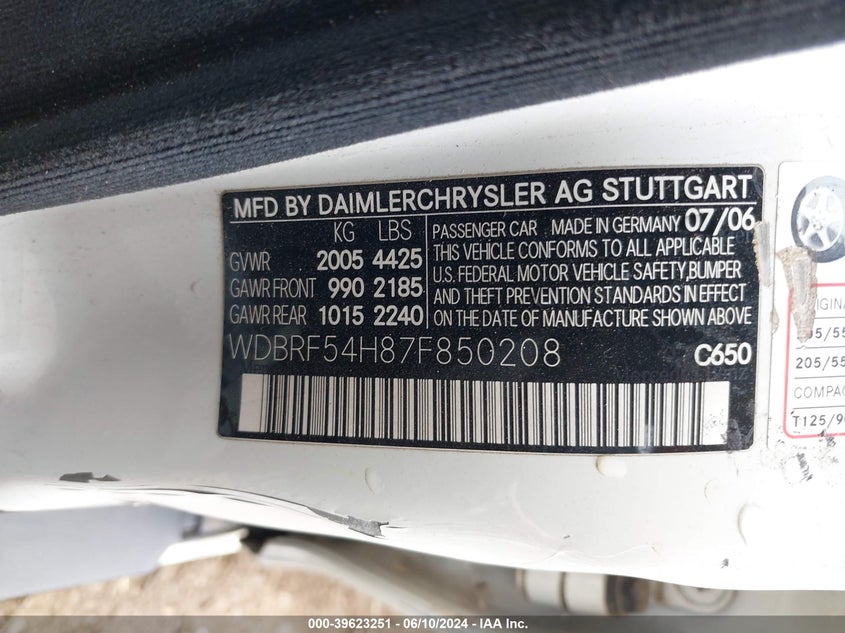 MFD BY DAIMLERCHRYSLER AG STUTTGART
KG LBS
GVWR 2005 4425
GAWR FRONT 990 2185
GAWR REAR 1015 2240
PASSENGER CAR MADE IN GERMANY 07/06
THIS VEHICLE CONFORMS TO ALL APPLICABLE
U.S. FEDERAL MOTOR VEHICLE SAFETY,BUMPER
AND THEFT PREVENTION STANDARDS IN EFFECT
ON THE DATE OF MANUFACTURE SHOWN ABOVE
WDBRF54H87F850208 C650
205/55
COMPAC
T125/90
000-39623251 - 06/10/2024 - IAA Inc.